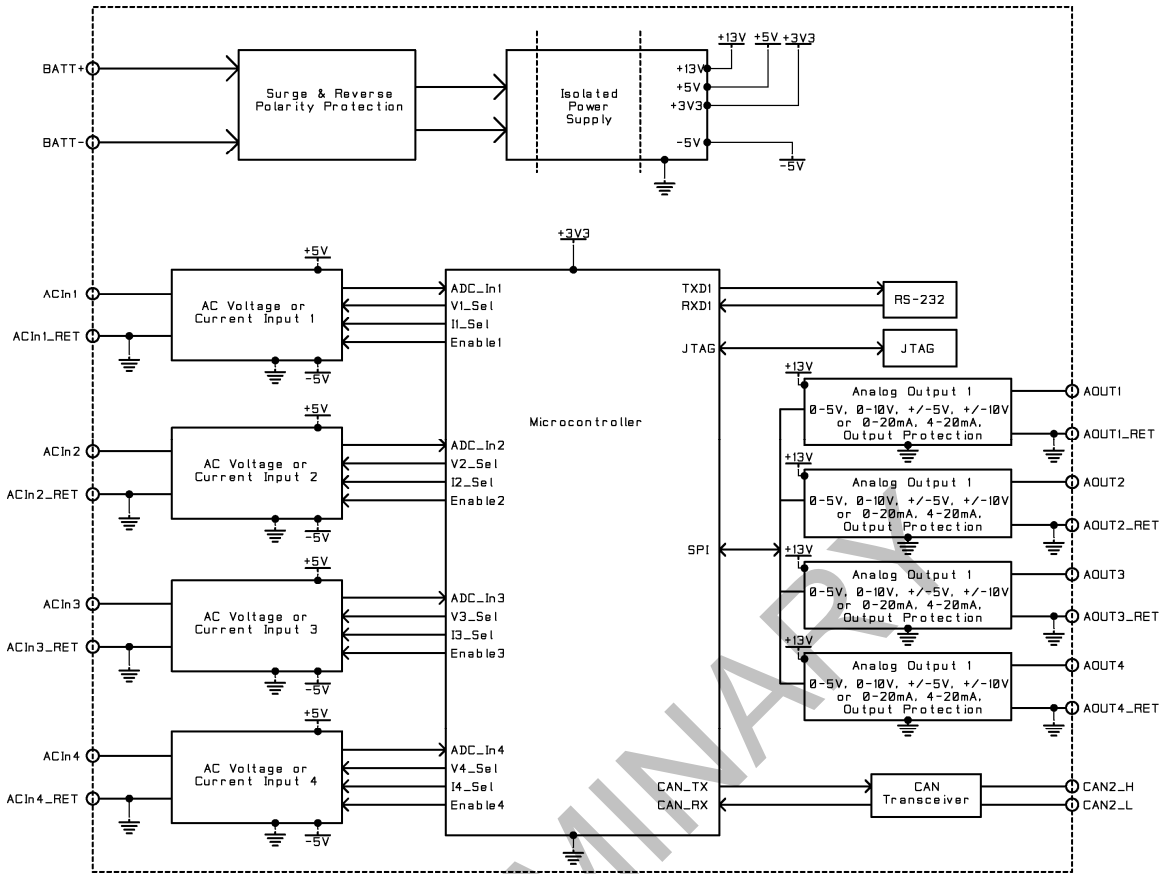 +13V +5V +3V3
BATT+
Surge & Reverse
Polarity Protection
Isolated
Power
Supply
+13V
+5V
+3V3
-5V
BATT-
-5V
+3V3
+5V
ACIn1
AC Voltage or
Current Input 1
ACIn1_RET
-5V
ADC_In1
V1_Sel
I1_Sel
Enable1
+5V
ACIn2
AC Voltage or
Current Input 2
ACIn2_RET
-5V
ADC_In2
V2_Sel
I2_Sel
Enable2
+5V
ACIn3
AC Voltage or
Current Input 3
ACIn3_RET
-5V
ADC_In3
V3_Sel
I3_Sel
Enable3
+5V
ACIn4
AC Voltage or
Current Input 4
ACIn4_RET
-5V
ADC_In4
V4_Sel
I4_Sel
Enable4
Microcontroller
TXD1
RXD1
RS-232
JTAG
JTAG
SPI
+13V
Analog Output 1
0-5V, 0-10V, +/-5V, +/-10V
or 0-20mA, 4-20mA,
Output Protection
AOUT1
AOUT1_RET
+13V
Analog Output 1
0-5V, 0-10V, +/-5V, +/-10V
or 0-20mA, 4-20mA,
Output Protection
AOUT2
AOUT2_RET
+13V
Analog Output 1
0-5V, 0-10V, +/-5V, +/-10V
or 0-20mA, 4-20mA,
Output Protection
AOUT3
AOUT3_RET
+13V
Analog Output 1
0-5V, 0-10V, +/-5V, +/-10V
or 0-20mA, 4-20mA,
Output Protection
AOUT4
AOUT4_RET
CAN_TX
CAN_RX
CAN
Transceiver
CAN2_H
CAN2_L
MINARY